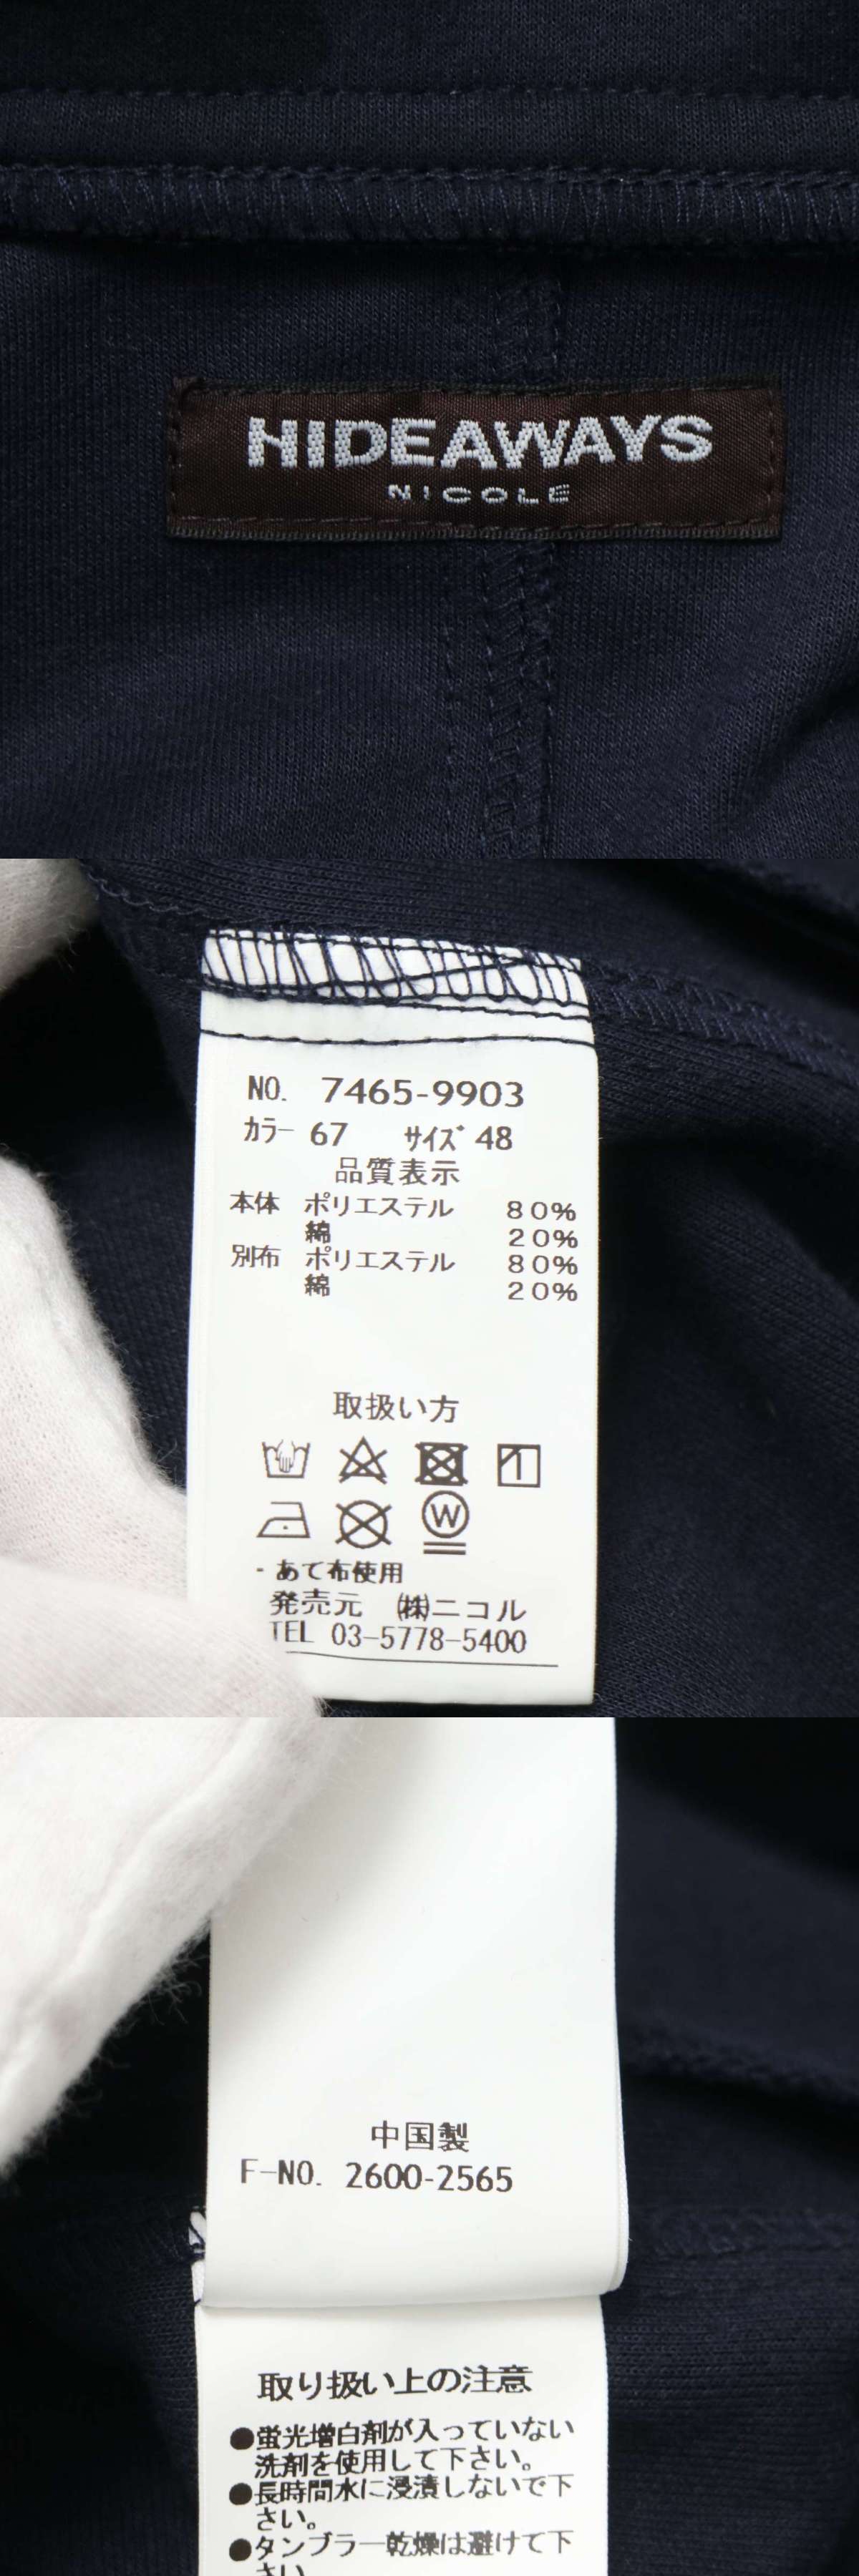 HIDEAWAYS
NICOLE
NO. 7465-9903
カラー 67 サイズ 48
品質表示
本体 ポリエステル 80%
綿 20%
別布 ポリエステル 80%
綿 20%
取扱い方
W
- あて布使用
発売元 ㈱ニコル
TEL 03-5778-5400
中国製
F-NO. 2600-2565
取り扱い上の注意
●蛍光増白剤が入っていない
洗剤を使用して下さい。
●長時間水に浸漬しないで下
さい。
●タンブラー乾燥は避けて下
さい